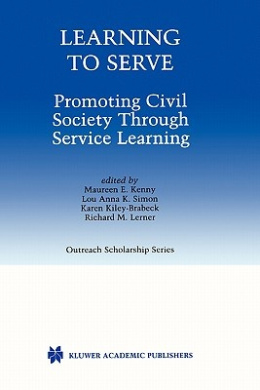 LEARNING
TO SERVE
Promoting Civil
Society Through
Service Learning
edited by
Maureen E. Kenny
Lou Anna K. Simon
Karen Kiley-Brabeck
Richard M. Lerner
Outreach Scholarship Series
KLUWER ACADEMIC PUBLISHERS